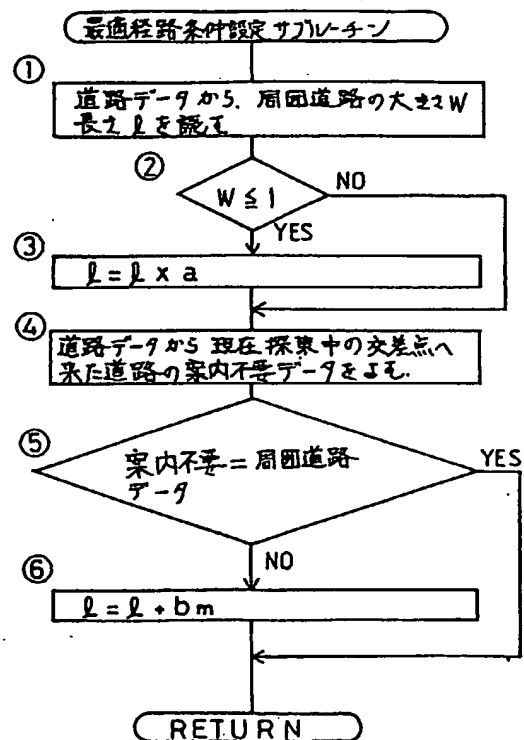 最適経路条件設定サブルーチン
①
道路データから、周囲道路の大きさW
長さlを読む
②
W ≦ 1
NO
YES
③
l = l x a
④
道路データから現在探索中の交差点へ
来た道路の案内不要データをよむ.
⑤
案内不要 = 周囲道路
データ
YES
NO
⑥
l = l + b m
RETURN